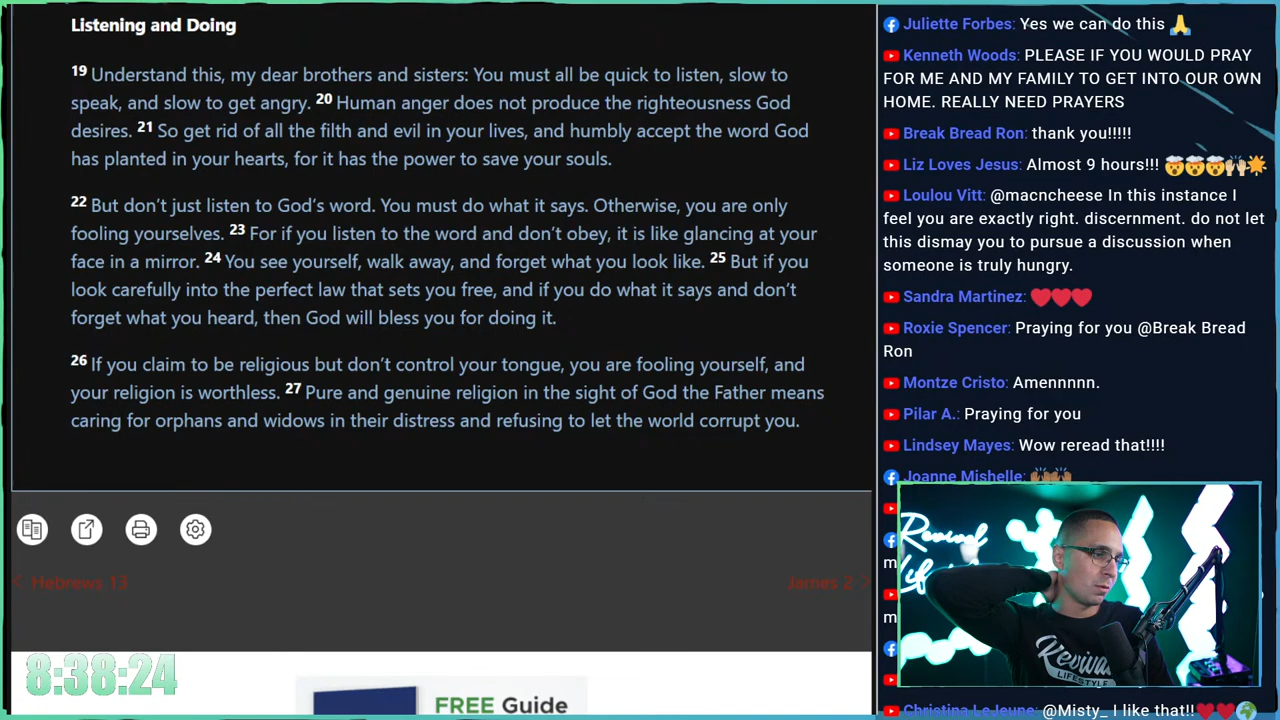 Listening and Doing
19 Understand this, my dear brothers and sisters: You must all be quick to listen, slow to
speak, and slow to get angry. 20 Human anger does not produce the righteousness God
desires. 21 So get rid of all the filth and evil in your lives, and humbly accept the word God
has planted in your hearts, for it has the power to save your souls.
22 But don’t just listen to God’s word. You must do what it says. Otherwise, you are only
fooling yourselves. 23 For if you listen to the word and don’t obey, it is like glancing at your
face in a mirror. 24 You see yourself, walk away, and forget what you look like. 25 But if you
look carefully into the perfect law that sets you free, and if you do what it says and don’t
forget what you heard, then God will bless you for doing it.
26 If you claim to be religious but don’t control your tongue, you are fooling yourself, and
your religion is worthless. 27 Pure and genuine religion in the sight of God the Father means
caring for orphans and widows in their distress and refusing to let the world corrupt you.
< Hebrews 13
James 2 >
8:38:24
FREE Guide
Juliette Forbes: Yes we can do this 🙏
Kenneth Woods: PLEASE IF YOU WOULD PRAY
FOR ME AND MY FAMILY TO GET INTO OUR OWN
HOME. REALLY NEED PRAYERS
Break Bread Ron: thank you!!!!!
Liz Loves Jesus: Almost 9 hours!!! 🤯🤯🤯🙌🏼🌟
Loulou Vitt: @macncheese In this instance I
feel you are exactly right. discernment. do not let
this dismay you to pursue a discussion when
someone is truly hungry.
Sandra Martinez: ❤️❤️❤️
Roxie Spencer: Praying for you @Break Bread
Ron
Montze Cristo: Amennnnn.
Pilar A.: Praying for you
Lindsey Mayes: Wow reread that!!!!
Joanne Mishelle: 🙌🏾🙌🏾
m
m
Revival
Revival
LIFESTYLE
Christina LeJeune: @Misty_ I like that!!❤️❤️🌍